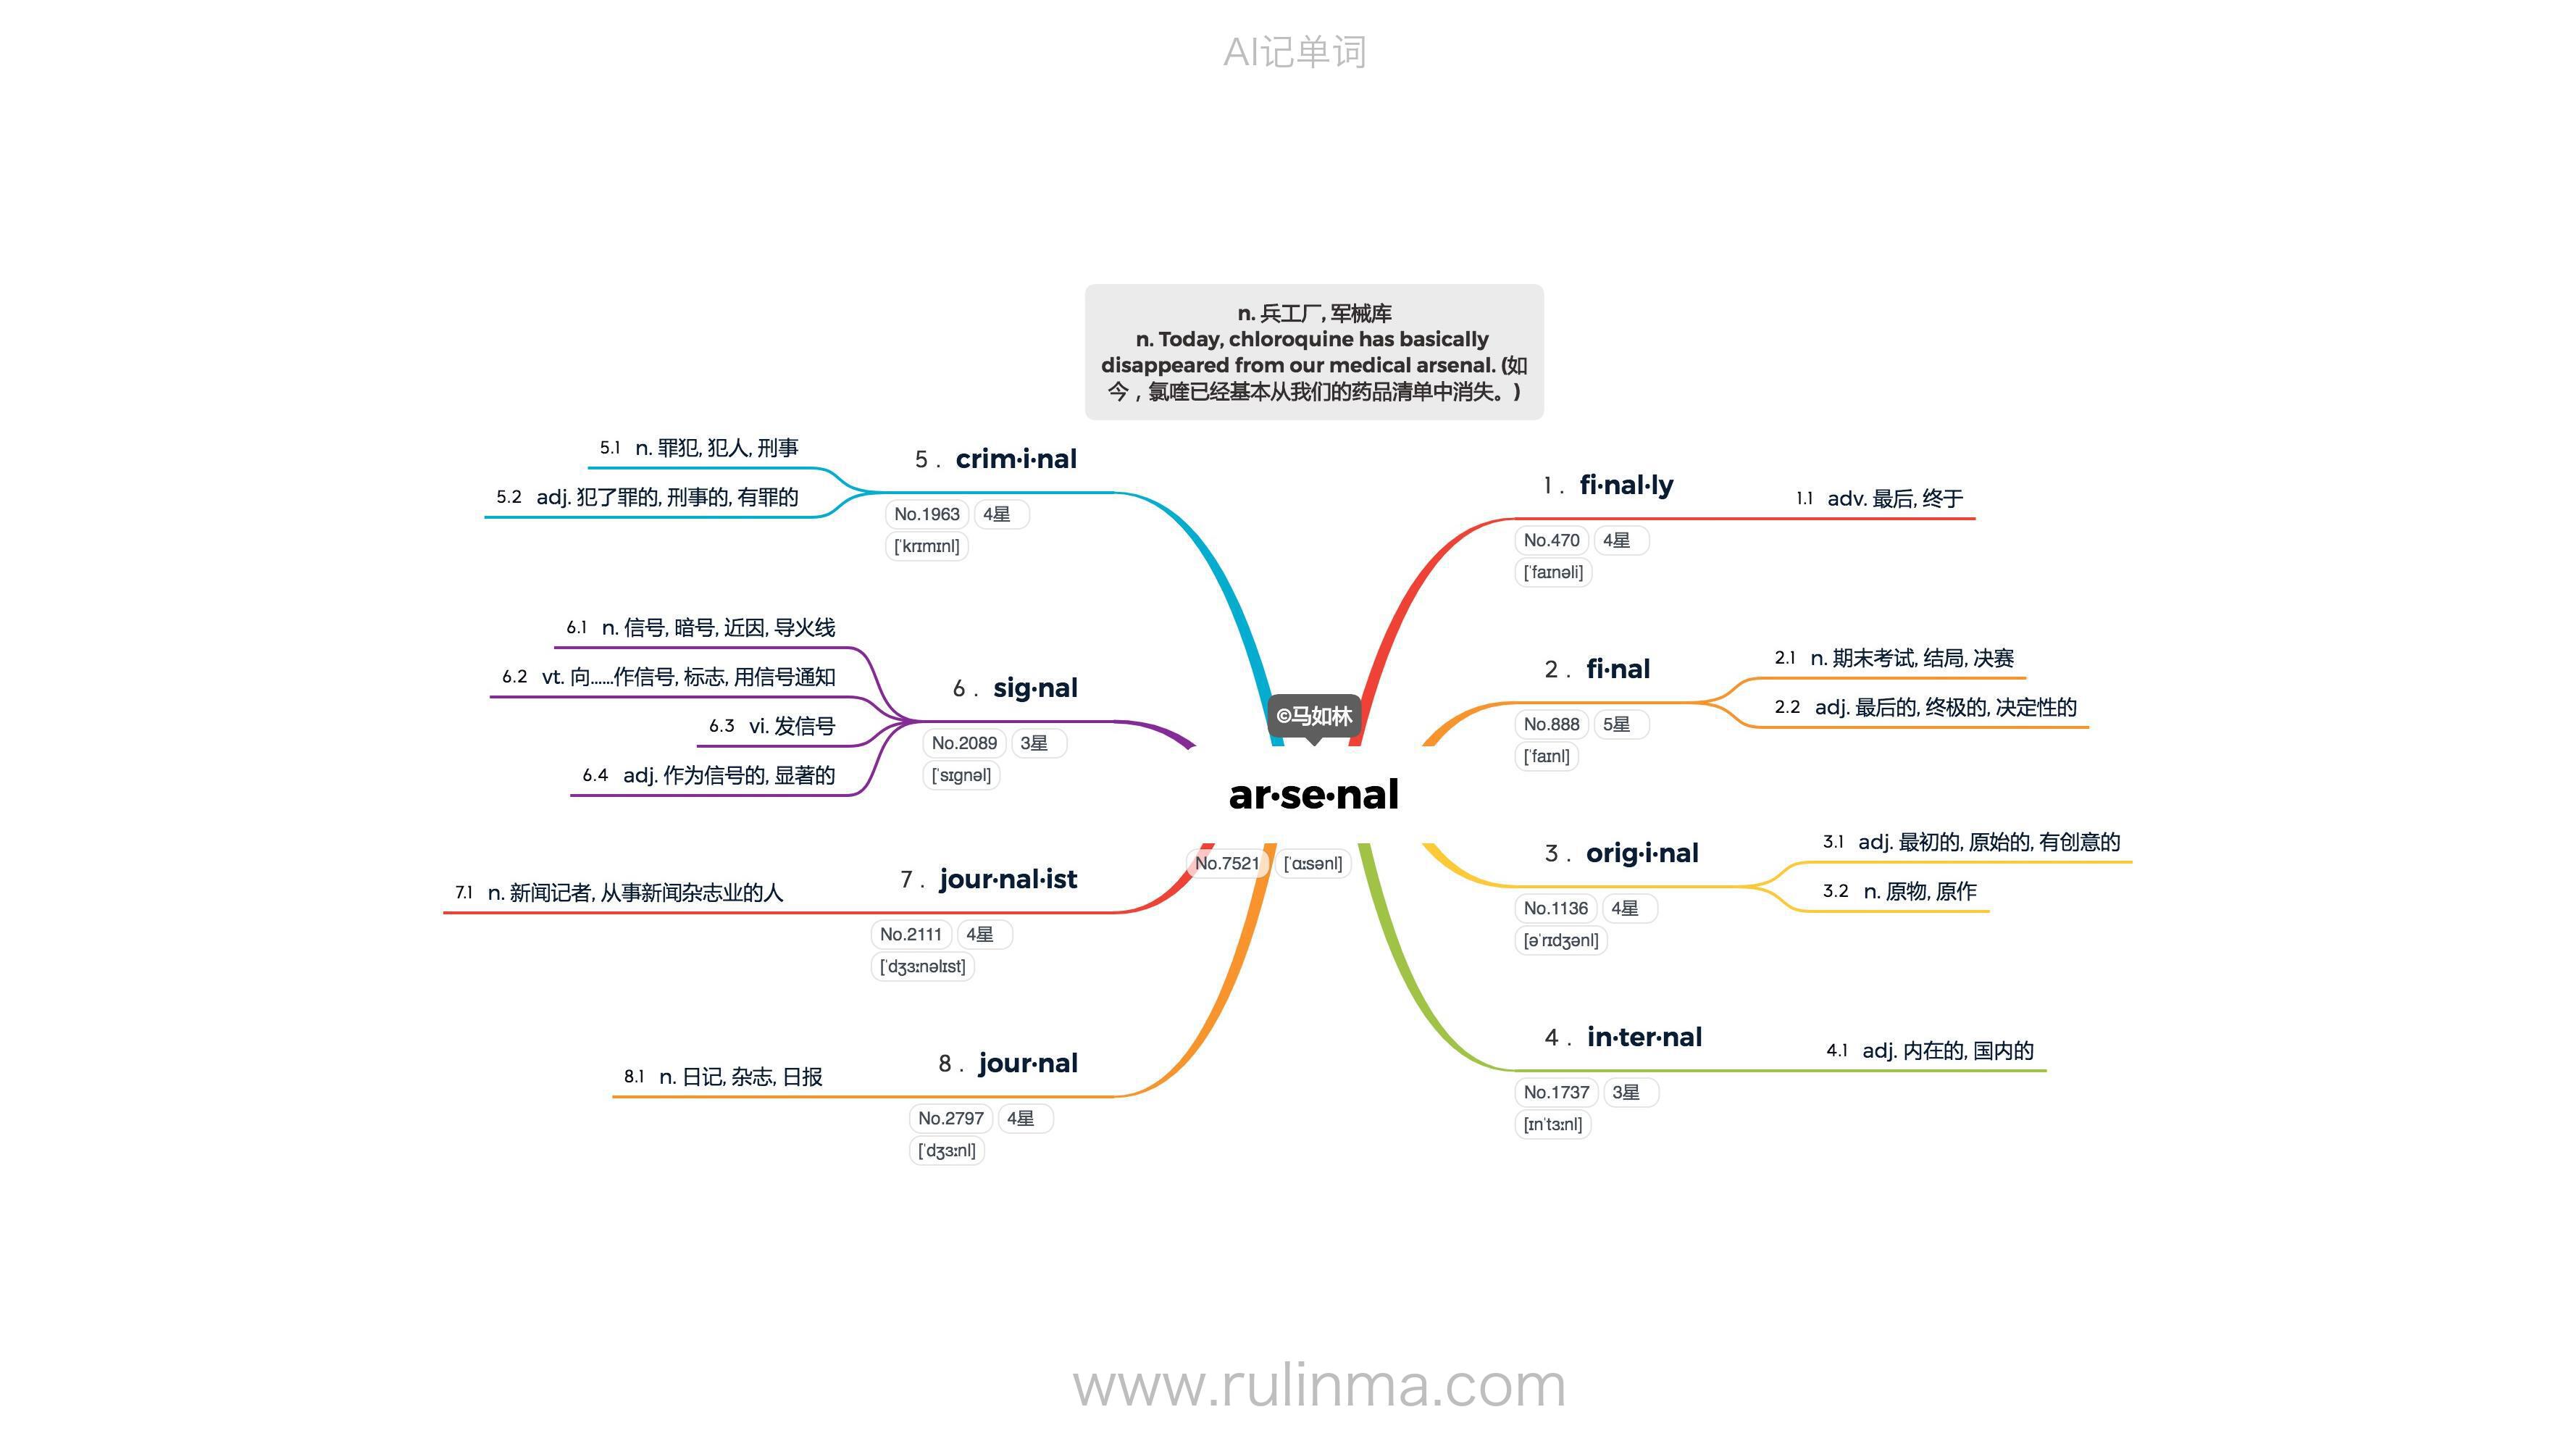 AI记单词
n. 兵工厂, 军械库
n. Today, chloroquine has basically
disappeared from our medical arsenal. (如
今，氯喹已经基本从我们的药品清单中消失。)
©马如林
ar·se·nal
No.7521 [ˈɑːsənl]
1. fi·nal·ly
No.470 4星
[ˈfaɪnəli]
1.1 adv. 最后, 终于
2. fi·nal
No.888 5星
[ˈfaɪnl]
2.1 n. 期末考试, 结局, 决赛
2.2 adj. 最后的, 终极的, 决定性的
3. orig·i·nal
No.1136 4星
[əˈrɪdʒənl]
3.1 adj. 最初的, 原始的, 有创意的
3.2 n. 原物, 原作
4. in·ter·nal
No.1737 3星
[ɪnˈtɜːnl]
4.1 adj. 内在的, 国内的
5. crim·i·nal
No.1963 4星
[ˈkrɪmɪnl]
5.1 n. 罪犯, 犯人, 刑事
5.2 adj. 犯了罪的, 刑事的, 有罪的
6. sig·nal
No.2089 3星
[ˈsɪɡnəl]
6.1 n. 信号, 暗号, 近因, 导火线
6.2 vt. 向......作信号, 标志, 用信号通知
6.3 vi. 发信号
6.4 adj. 作为信号的, 显著的
7. jour·nal·ist
No.2111 4星
[ˈdʒɜːnəlɪst]
7.1 n. 新闻记者, 从事新闻杂志业的人
8. jour·nal
No.2797 4星
[ˈdʒɜːnl]
8.1 n. 日记, 杂志, 日报
www.rulinma.com